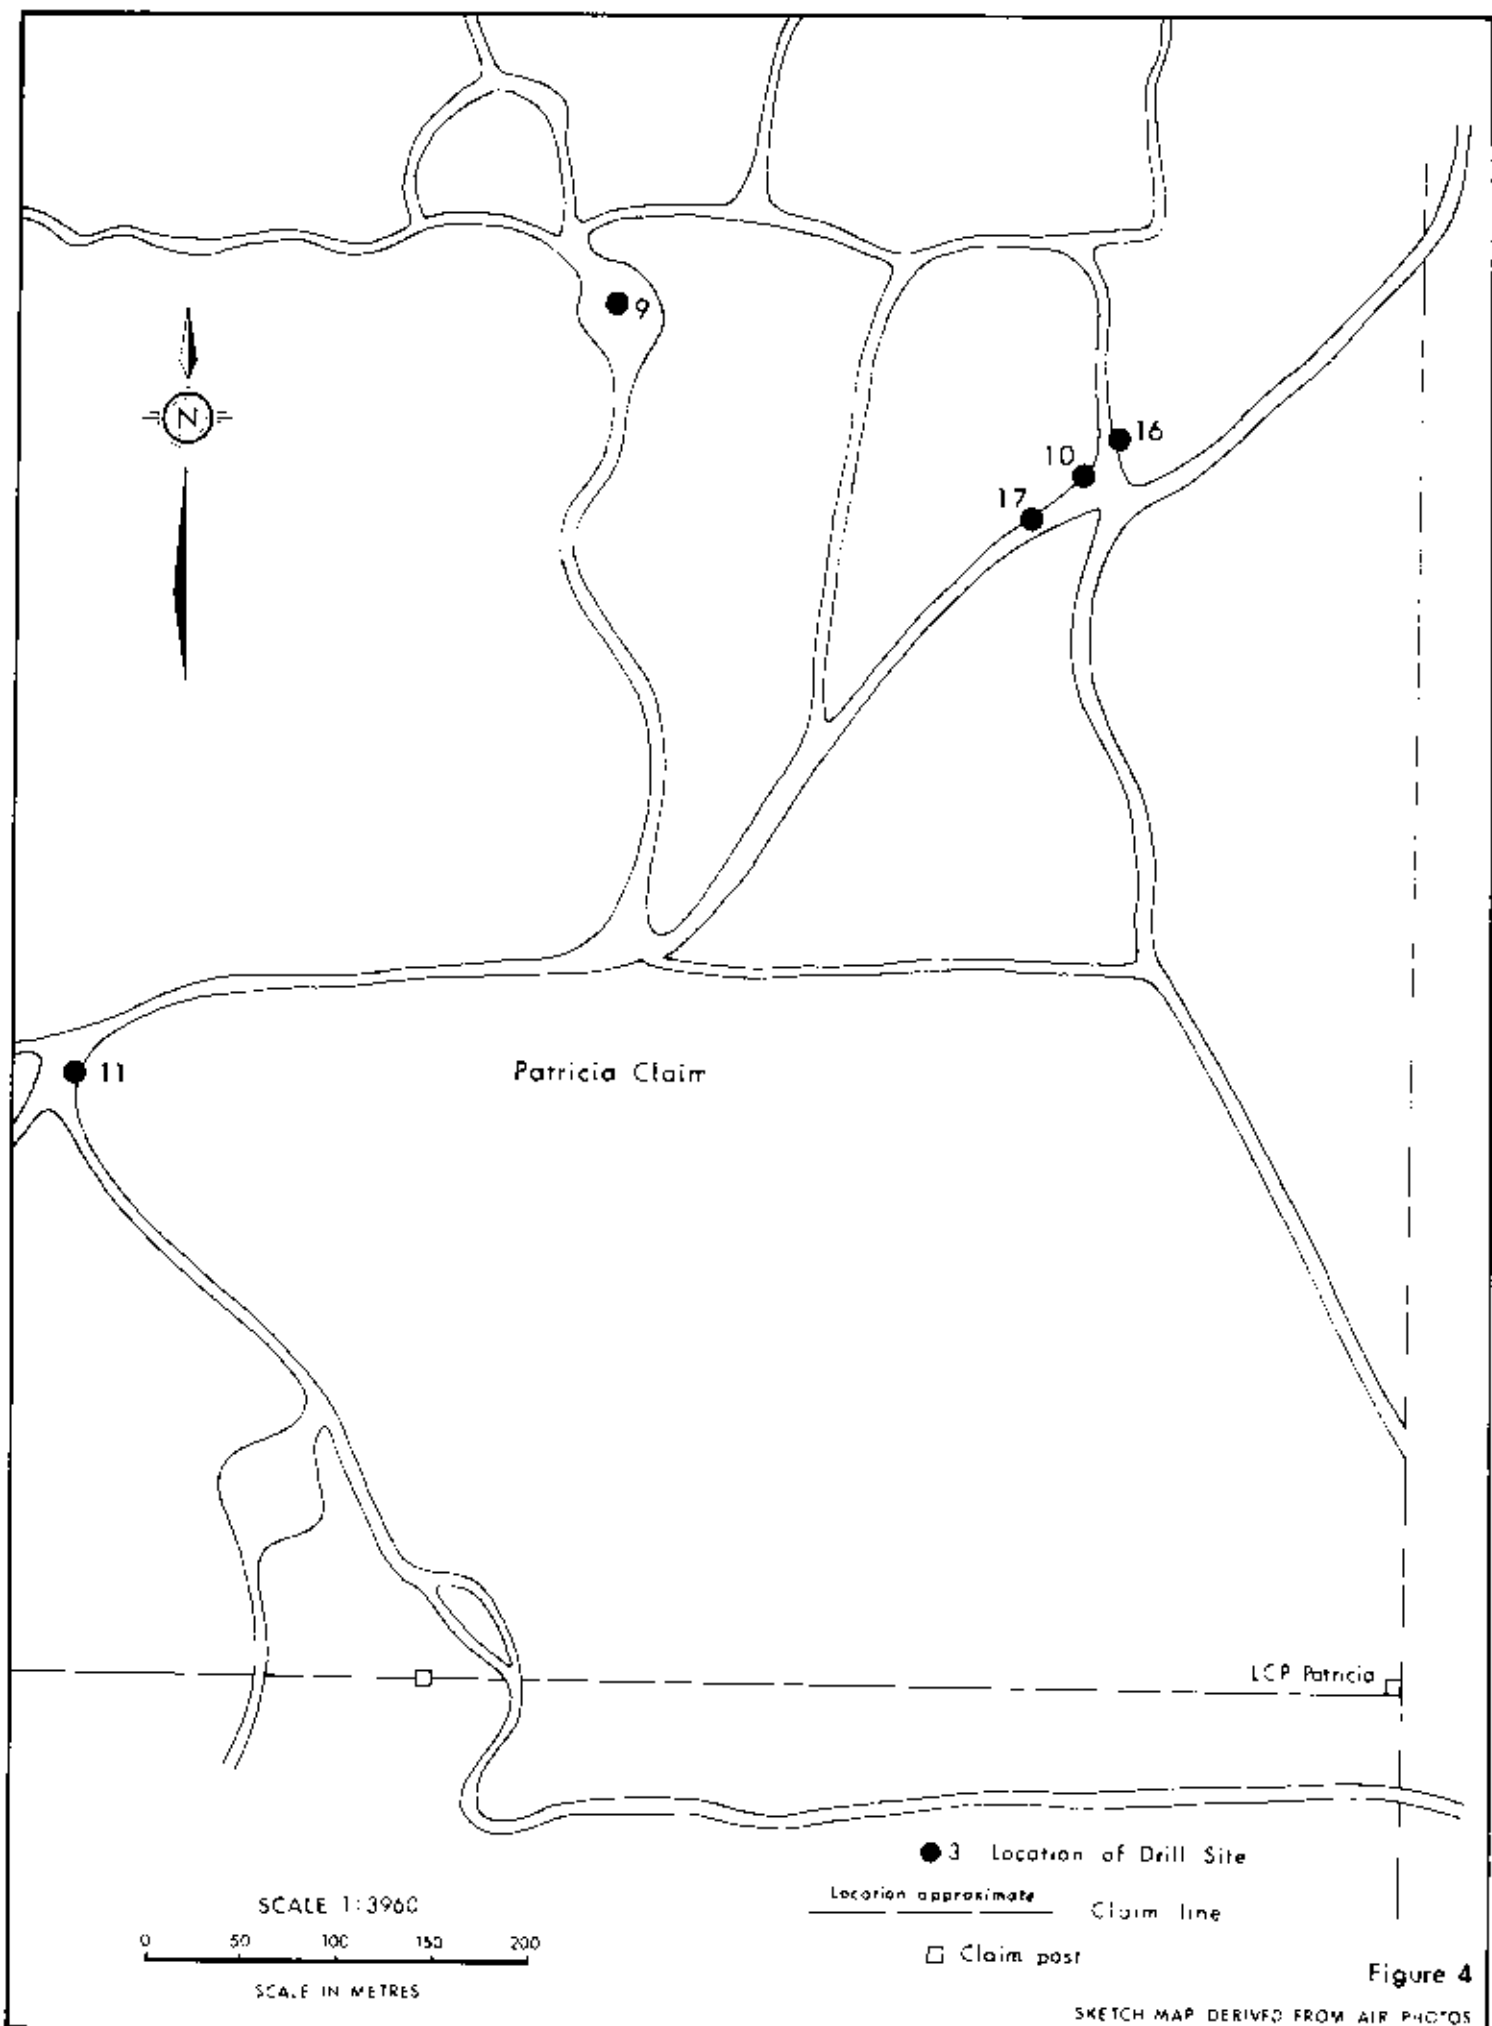 9
N
16
10
17
11
Patricia Claim
LCP Patricia
3 Location of Drill Site
Location approximate
Claim line
Claim post
SCALE 1:3960
0 50 100 150 200
SCALE IN METRES
Figure 4
SKETCH MAP DERIVED FROM AIR PHOTOS